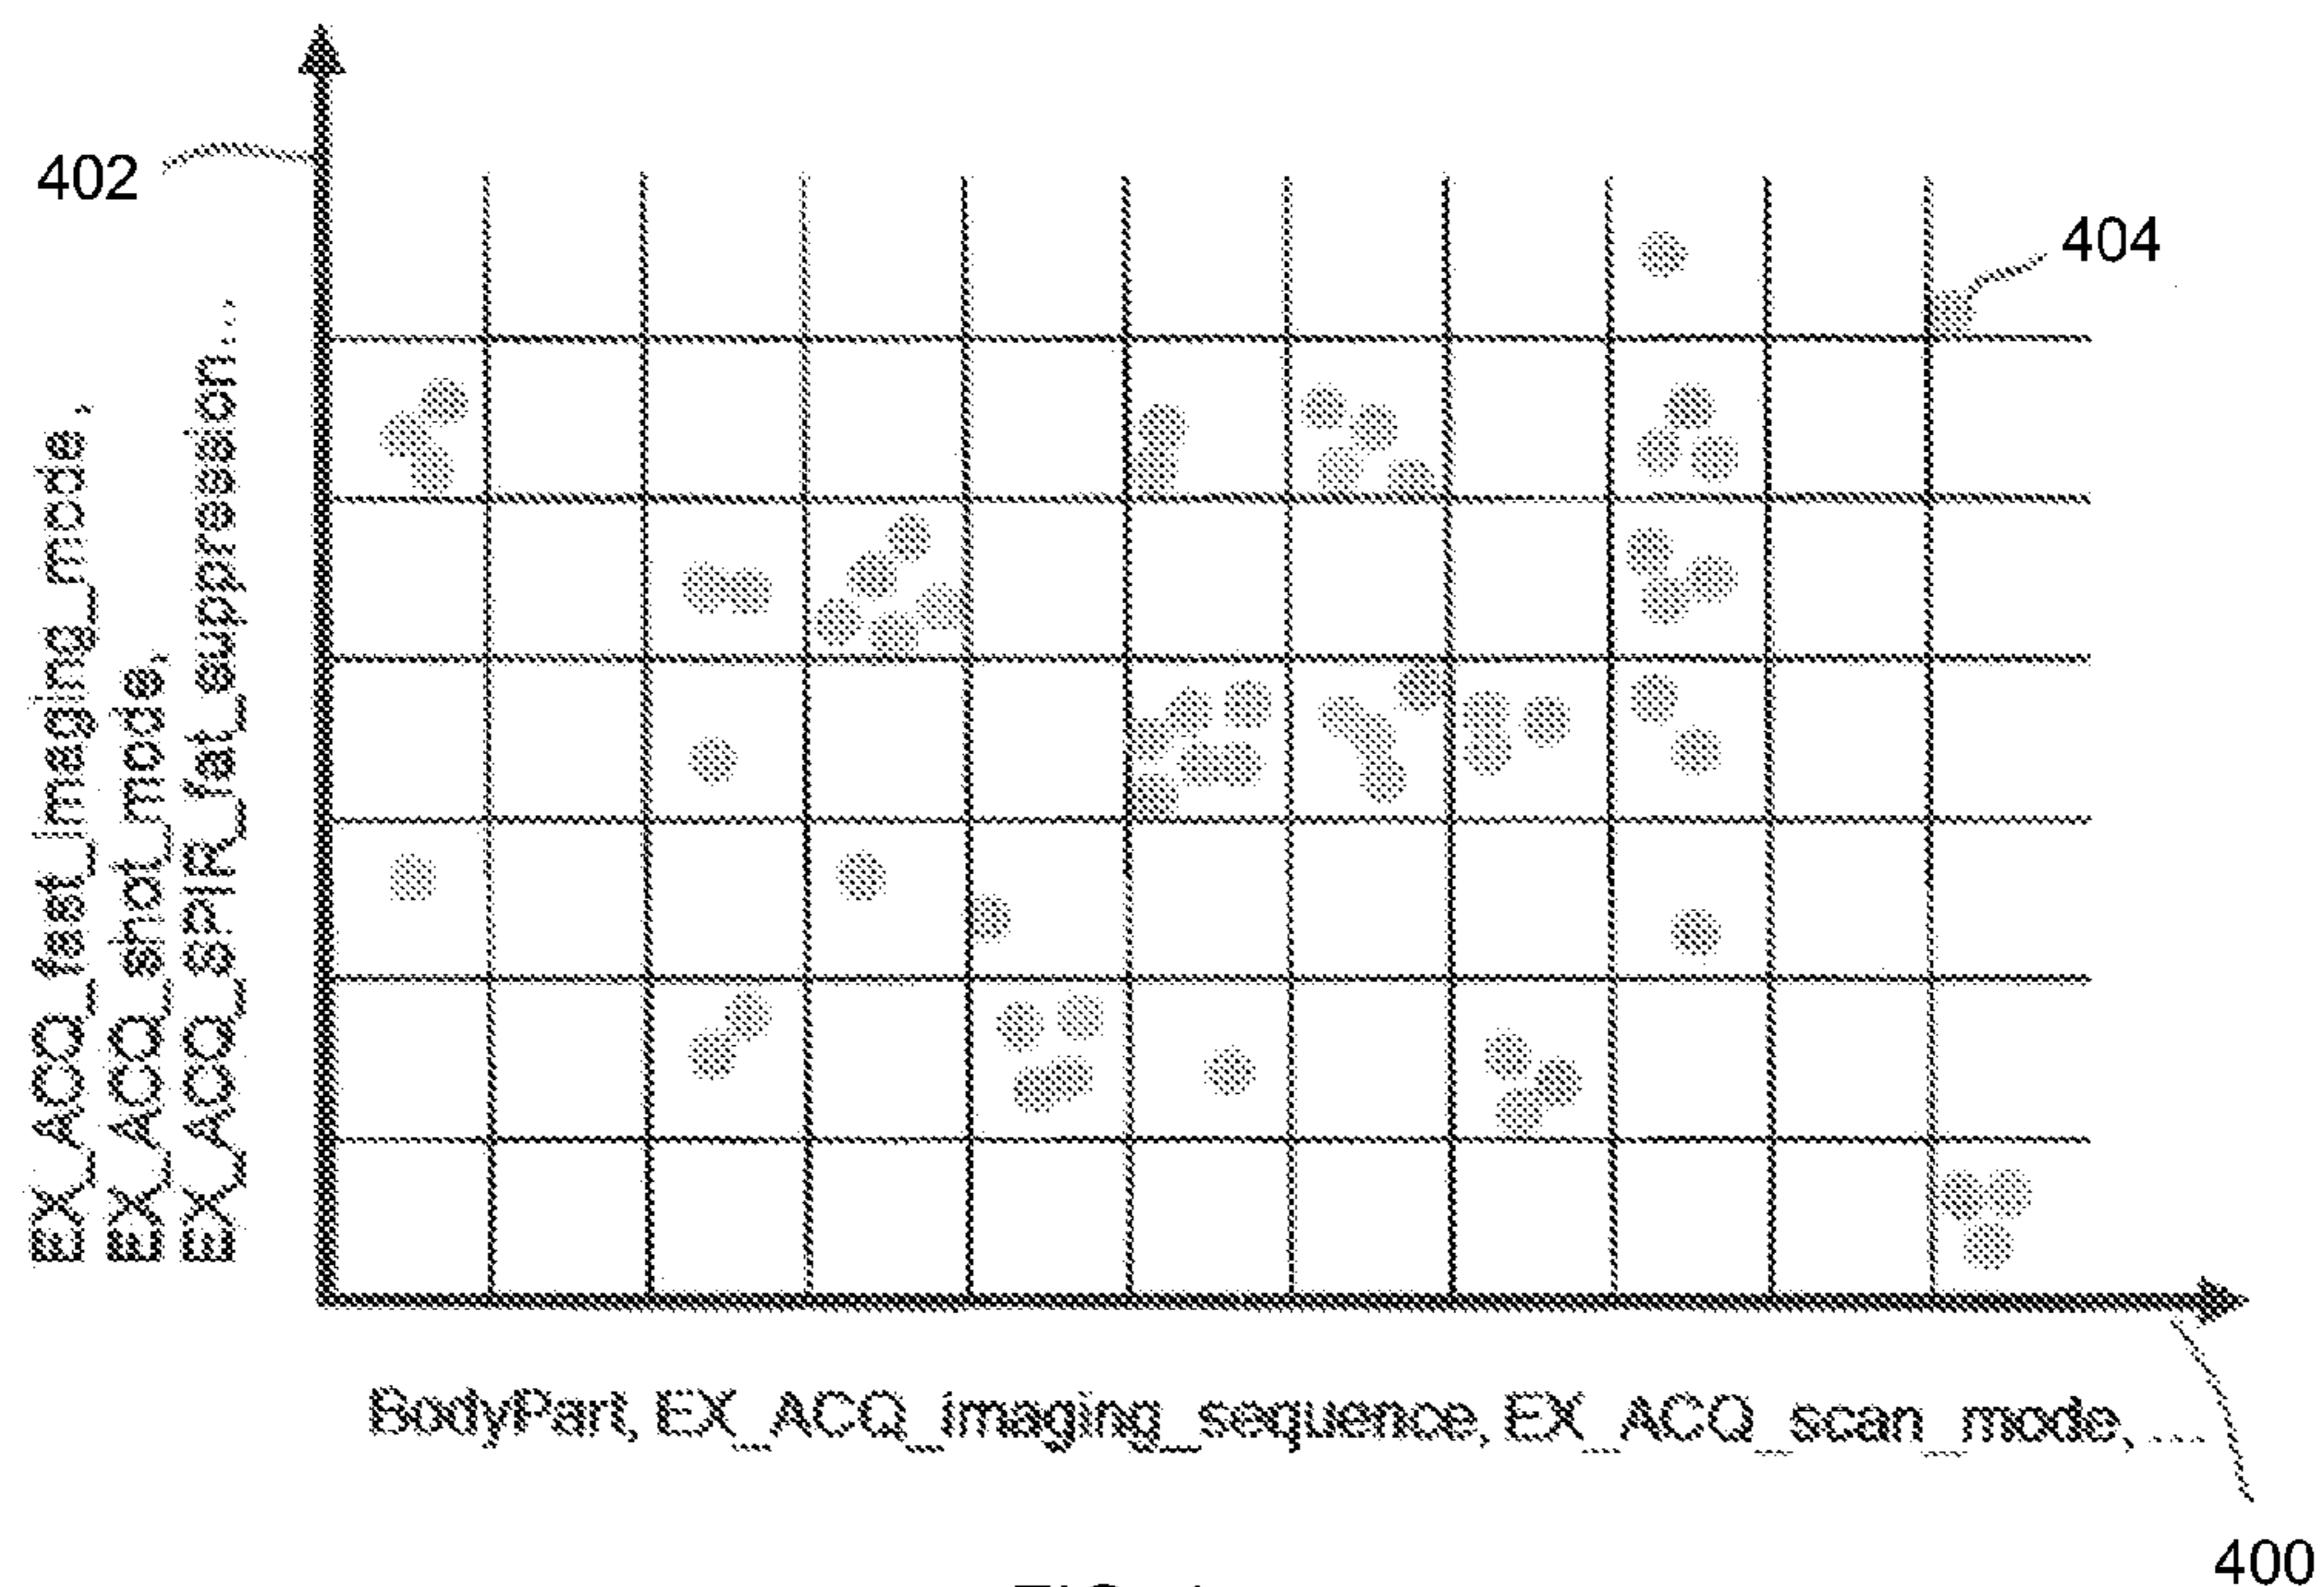 402
404
EX_ACQ_fast_imaging_mode,
EX_ACQ_shot_mode,
EX_ACQ_SPIR_fat_suppression...
BodyPart, EX_ACQ_imaging_sequence, EX_ACQ_scan_mode, ...
400